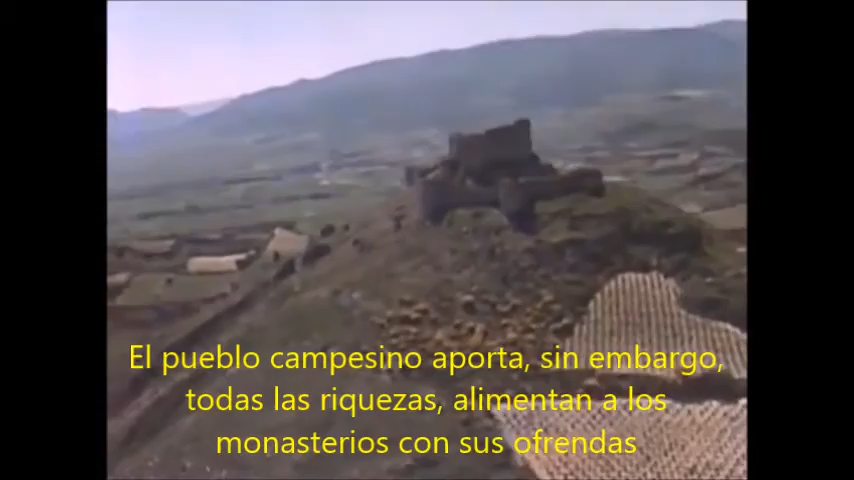 El pueblo campesino aporta, sin embargo,
todas las riquezas, alimentan a los
monasterios con sus ofrendas